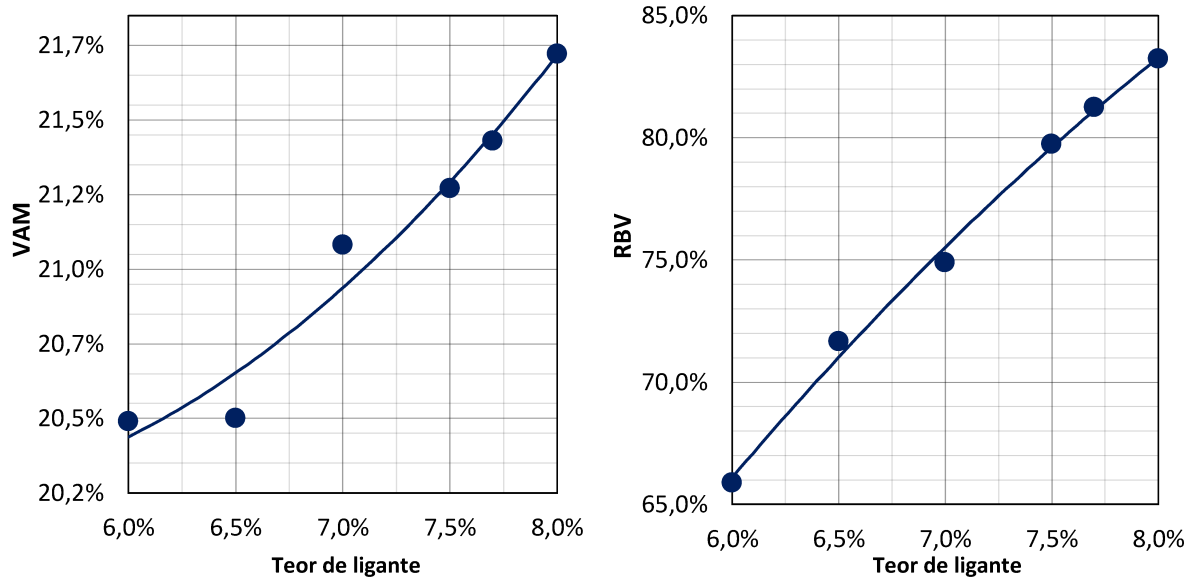 VAM
21,7%
21,5%
21,2%
21,0%
20,7%
20,5%
20,2%
6,0% 6,5% 7,0% 7,5% 8,0%
Teor de ligante
RBV
85,0%
80,0%
75,0%
70,0%
65,0%
6,0% 6,5% 7,0% 7,5% 8,0%
Teor de ligante